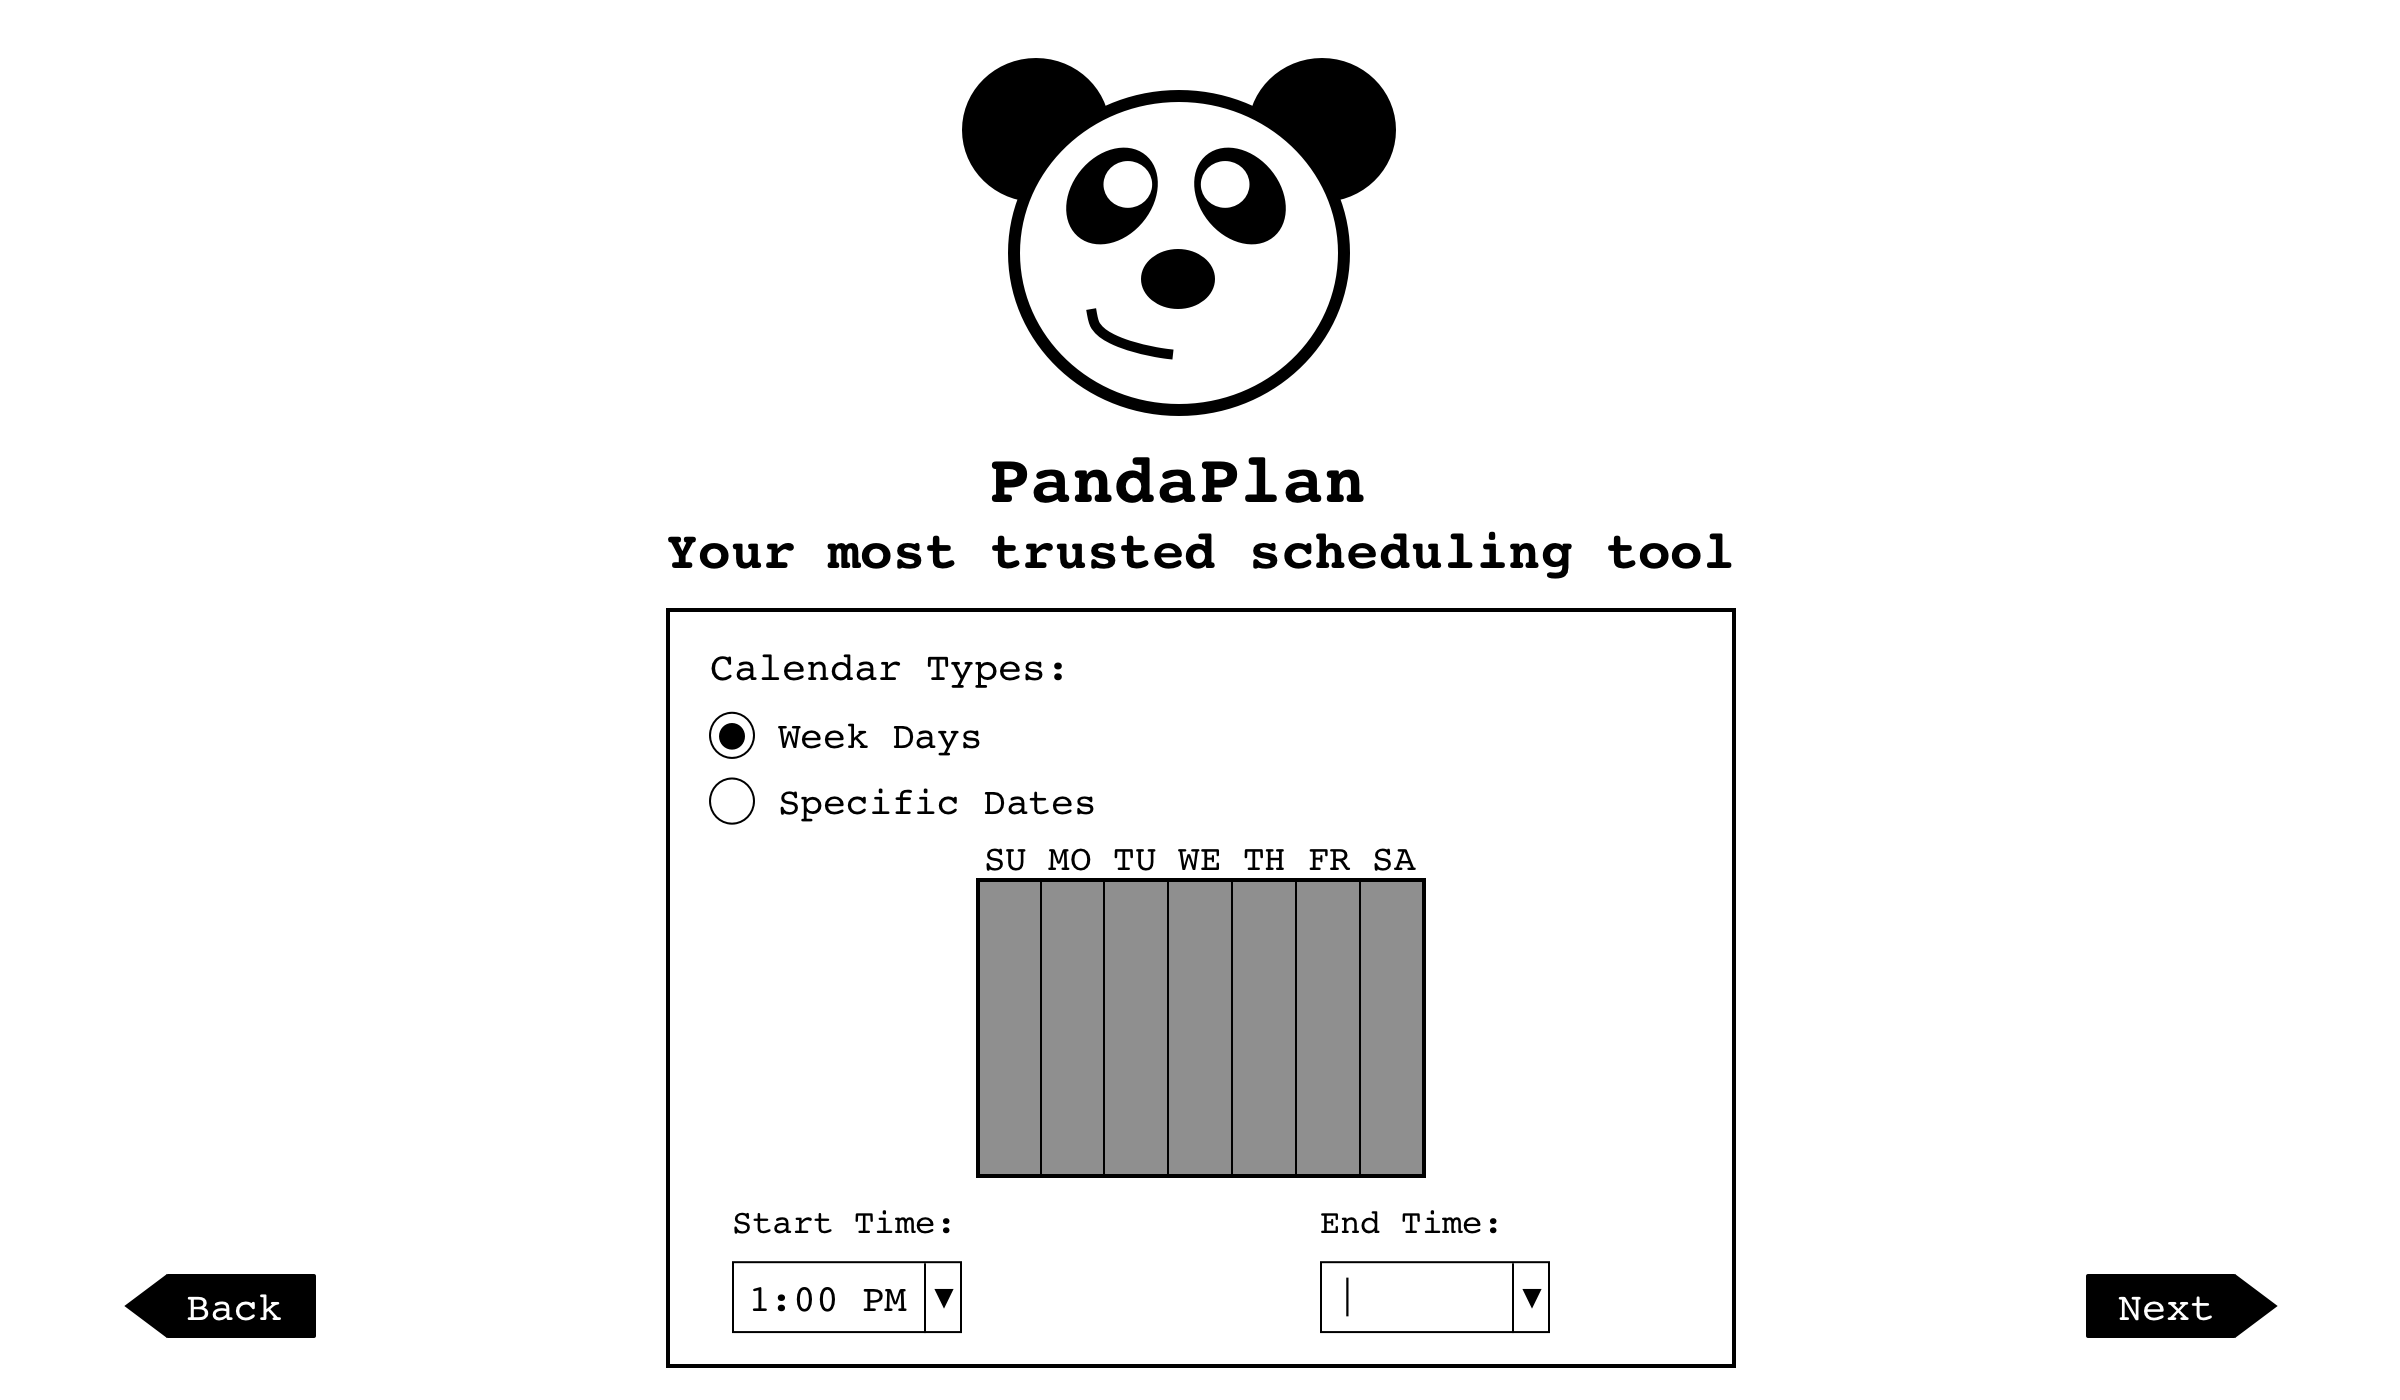 PandaPlan
Your most trusted scheduling tool
Calendar Types:
Week Days
Specific Dates
SU MO TU WE TH FR SA
Start Time: End Time:
1:00 PM
Back
Next